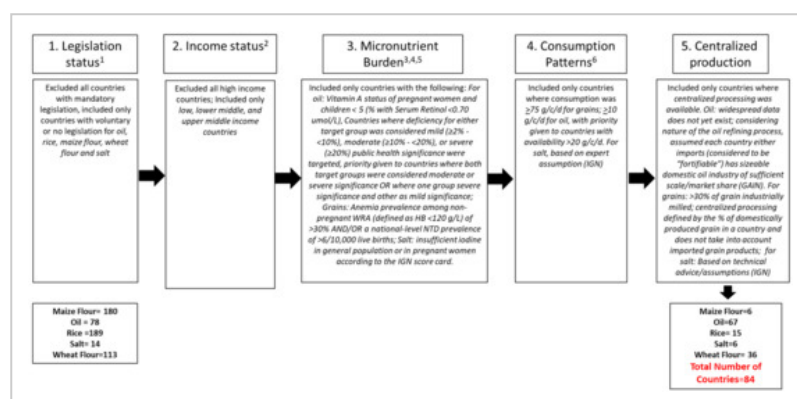 1. Legislation
status1
Excluded all countries
with mandatory
legislation, included only
countries with voluntary
or no legislation for oil,
rice, maize flour, wheat
flour and salt
Maize Flour= 180
Oil = 78
Rice =189
Salt= 14
Wheat Flour=113
2. Income status2
Excluded all high income
countries; Included only
low, lower middle, and
upper middle income
countries
3. Micronutrient
Burden3,4,5
Included only countries with the following: For
oil: Vitamin A status of pregnant women and
children < 5 (% with Serum Retinol <0.70
umol/L), Countries where deficiency for either
target group was considered mild (≥2% -
<10%), moderate (≥10% - <20%), or severe
(≥20%) public health significance were
targeted, priority given to countries where both
target groups were considered moderate or
severe significance OR where one group severe
significance and other as mild significance;
Grains: Anemia prevalence among non-
pregnant WRA (defined as HB <120 g/L) of
>30% AND/OR a national-level NTD prevalence
of >6/10,000 live births; Salt: insufficient iodine
in general population or in pregnant women
according to the IGN score card.
4. Consumption
Patterns6
Included only countries
where consumption was
≥75 g/c/d for grains; ≥10
g/c/d for oil, with priority
given to countries with
availability >20 g/c/d. For
salt, based on expert
assumption (IGN)
5. Centralized
production
Included only countries where
centralized processing was
available. Oil: widespread data
does not yet exist; considering
nature of the oil refining process,
assumed each country either
imports (considered to be
"fortifiable") has sizeable
domestic oil industry of sufficient
scale/market share (GAIN). For
grains: >30% of grain industrially
milled; centralized processing
defined by the % of domestically
produced grain in a country and
does not take into account
imported grain products; for
salt: Based on technical
advice/assumptions (IGN)
Maize Flour=6
Oil=67
Rice= 15
Salt=6
Wheat Flour= 36
Total Number of
Countries=84